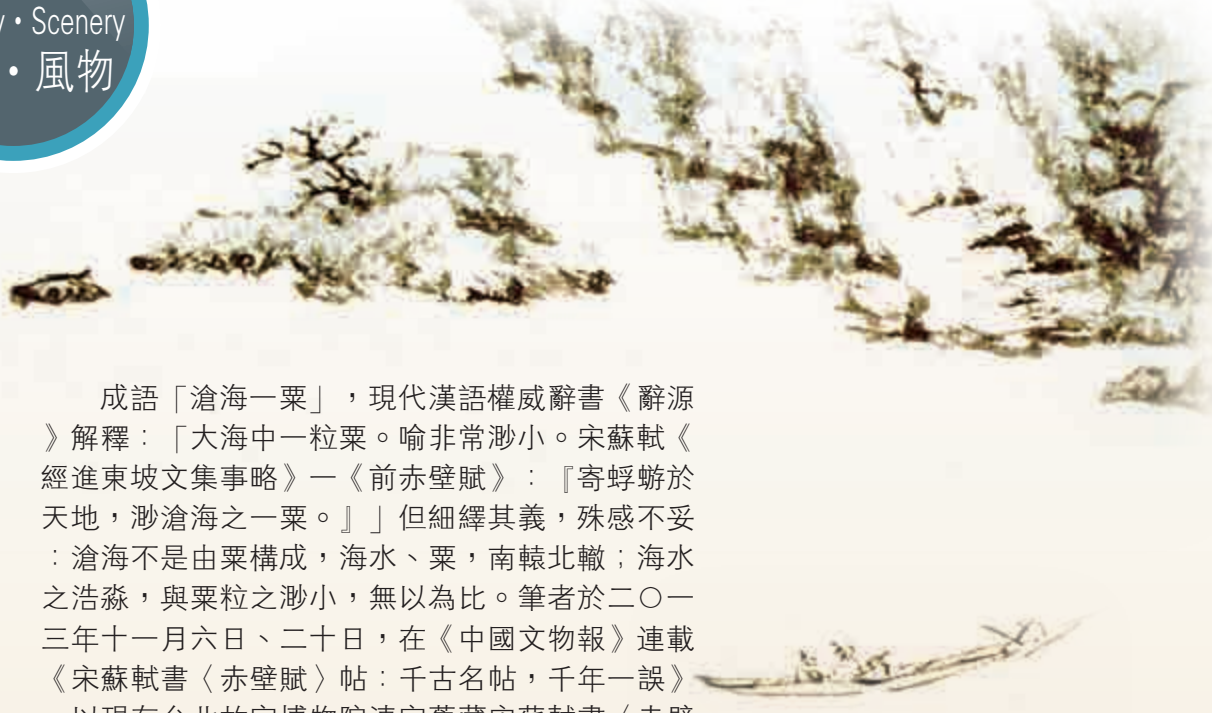 • Scenery
• 風物
成語「滄海一粟」，現代漢語權威辭書《辭源
》解釋：「大海中一粒粟。喻非常渺小。宋蘇軾《
經進東坡文集事略》一《前赤壁賦》：『寄蜉蝣於
天地，渺滄海之一粟。』」但細繹其義，殊感不妥
：滄海不是由粟構成，海水、粟，南轅北轍；海水
之浩淼，與粟粒之渺小，無以為比。筆者於二〇一
三年十一月六日、二十日，在《中國文物報》連載
《宋蘇軾書〈赤壁賦〉帖：千古名帖，千年一誤》